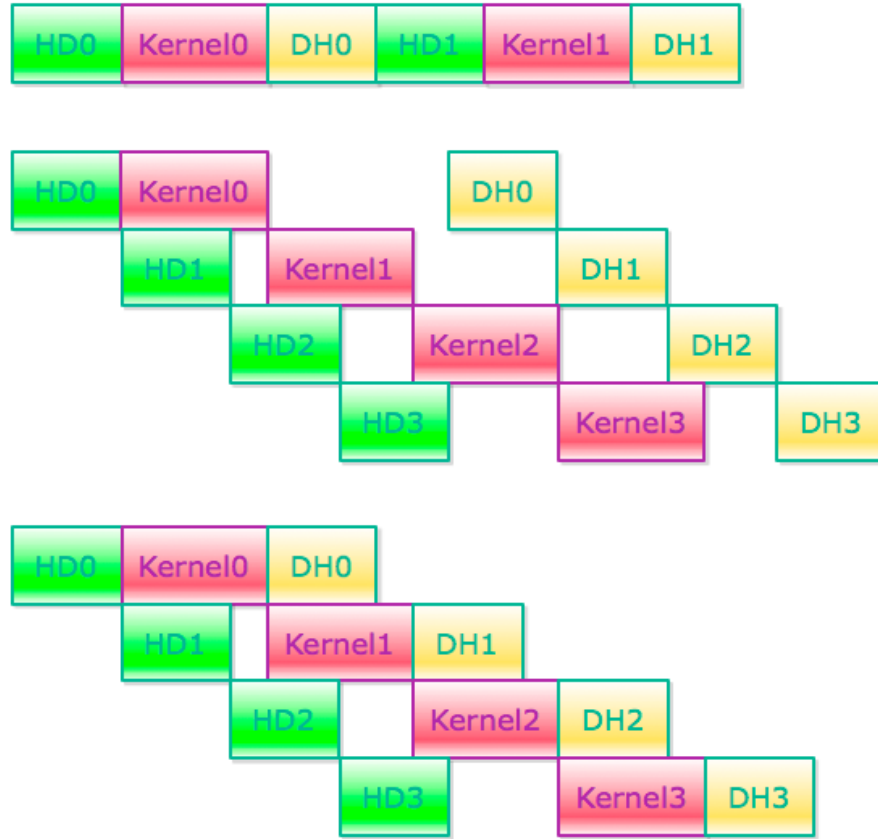 HD0 Kernel0 DH0 HD1 Kernel1 DH1
HD0 Kernel0 DH0
HD1 Kernel1 DH1
HD2 Kernel2 DH2
HD3 Kernel3 DH3
HD0 Kernel0 DH0
HD1 Kernel1 DH1
HD2 Kernel2 DH2
HD3 Kernel3 DH3